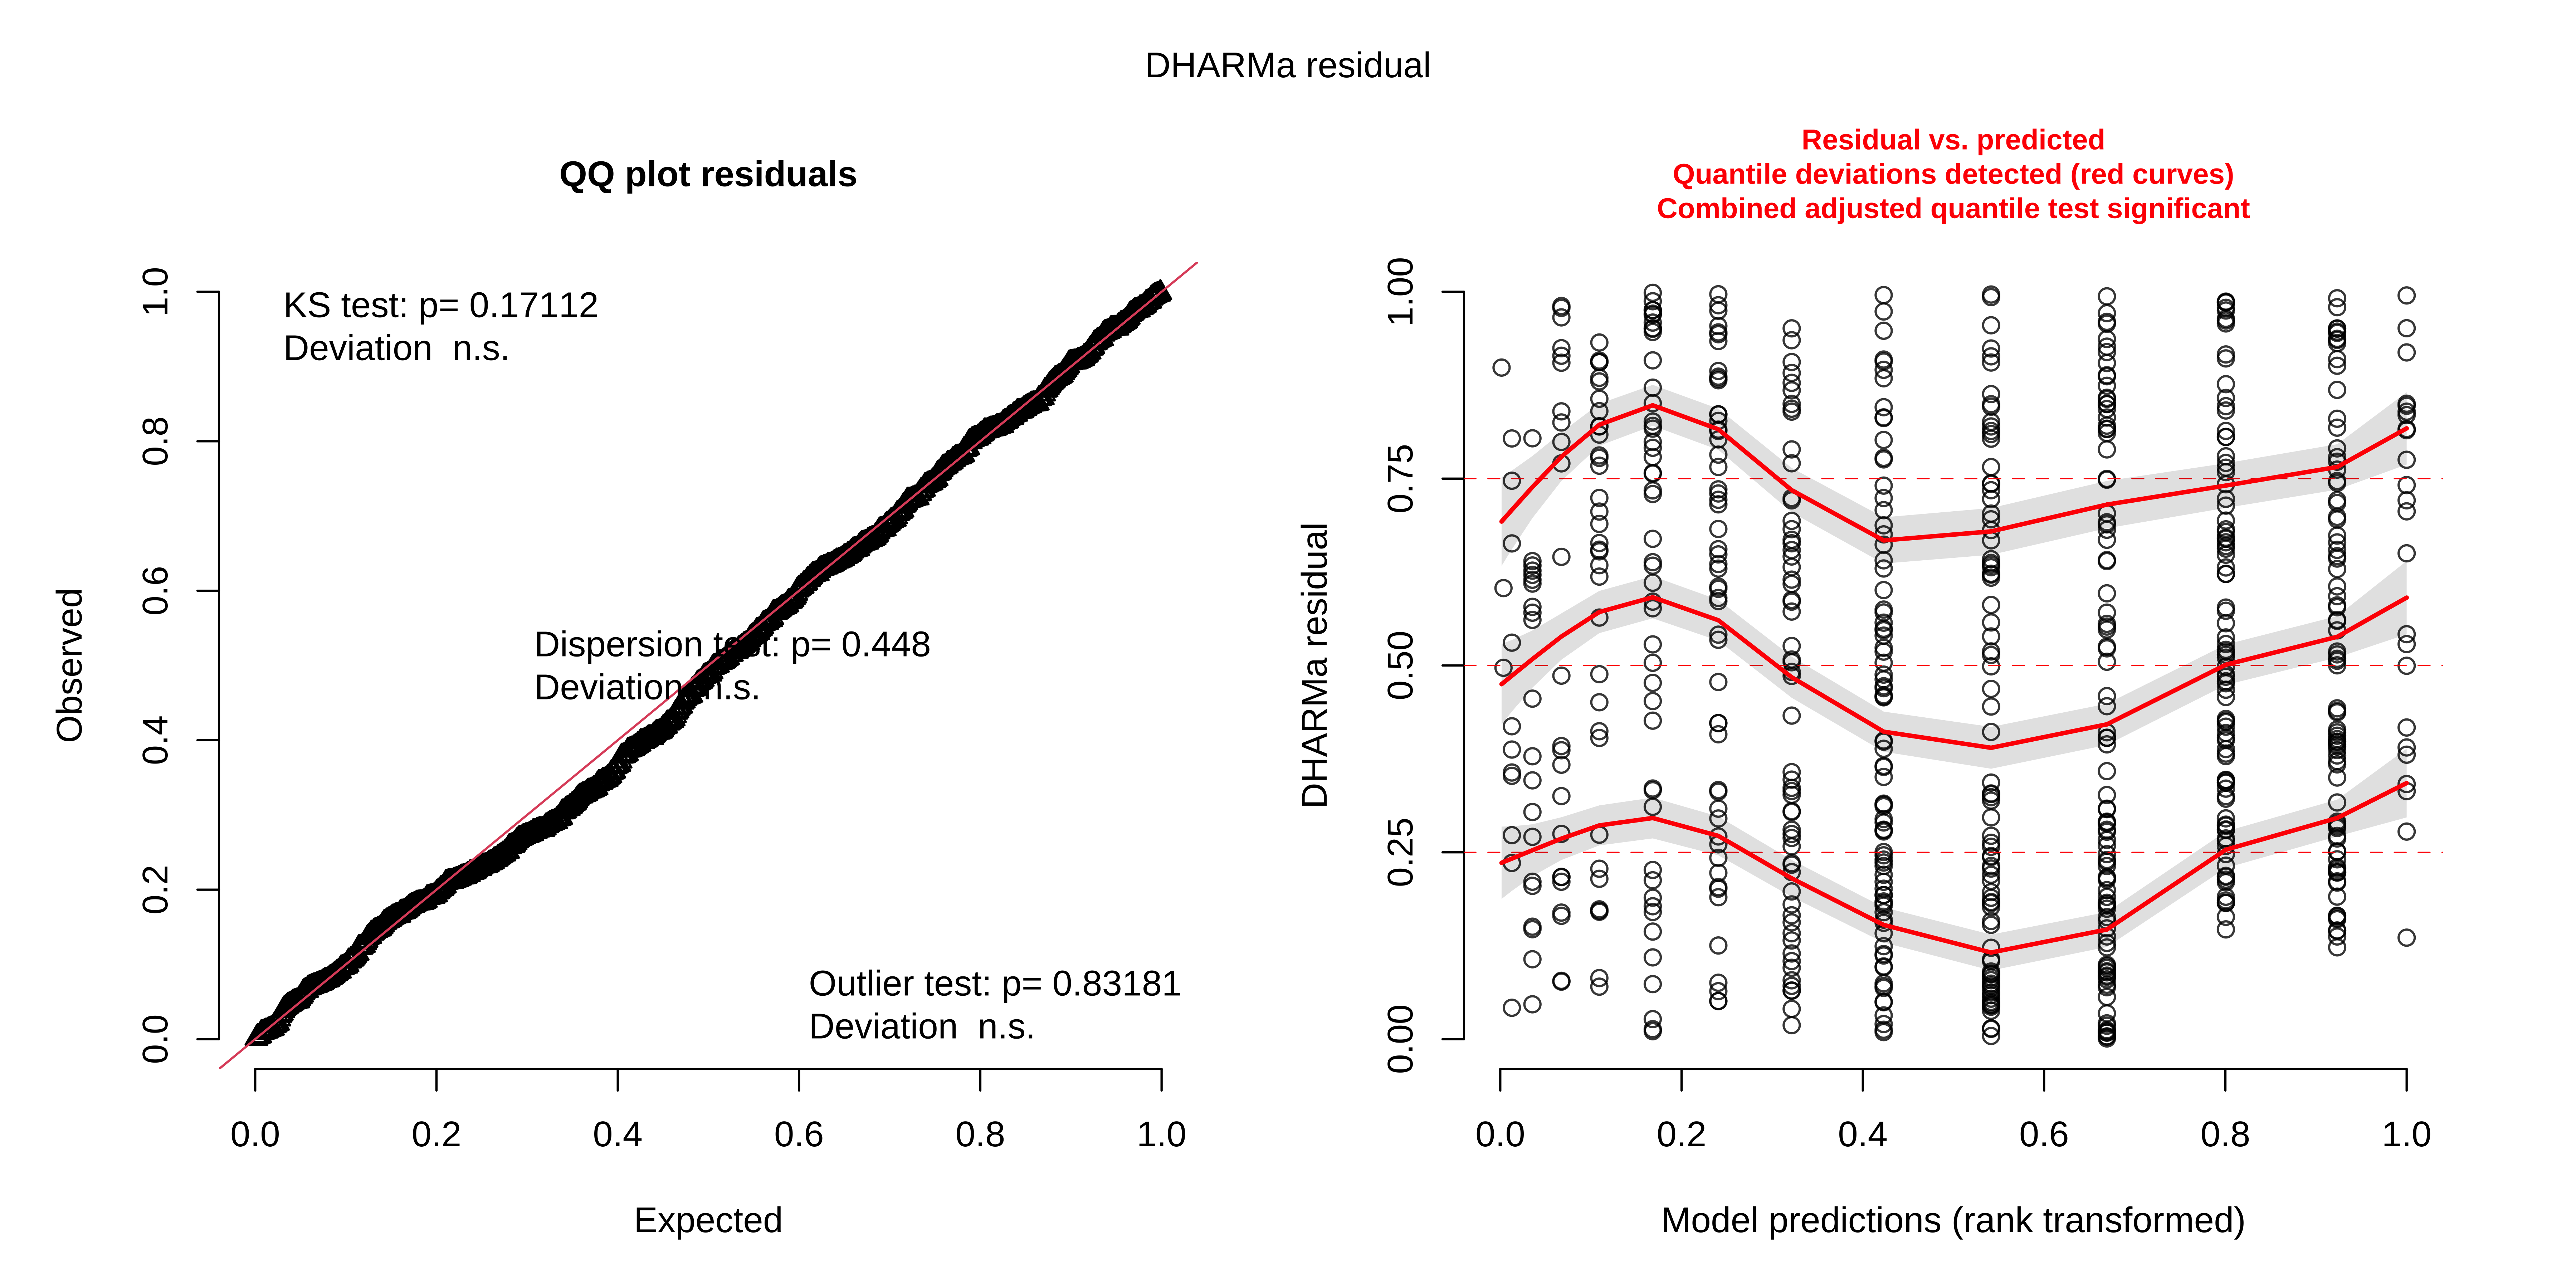 DHARMa residual
QQ plot residuals
KS test: p= 0.17112
Deviation  n.s.
Dispersion test: p= 0.448
Deviation  n.s.
Outlier test: p= 0.83181
Deviation  n.s.
Observed
0.0
0.2
0.4
0.6
0.8
1.0
0.0
0.2
0.4
0.6
0.8
1.0
Expected
Residual vs. predicted
Quantile deviations detected (red curves)
Combined adjusted quantile test significant
DHARMa residual
0.00
0.25
0.50
0.75
1.00
0.0
0.2
0.4
0.6
0.8
1.0
Model predictions (rank transformed)